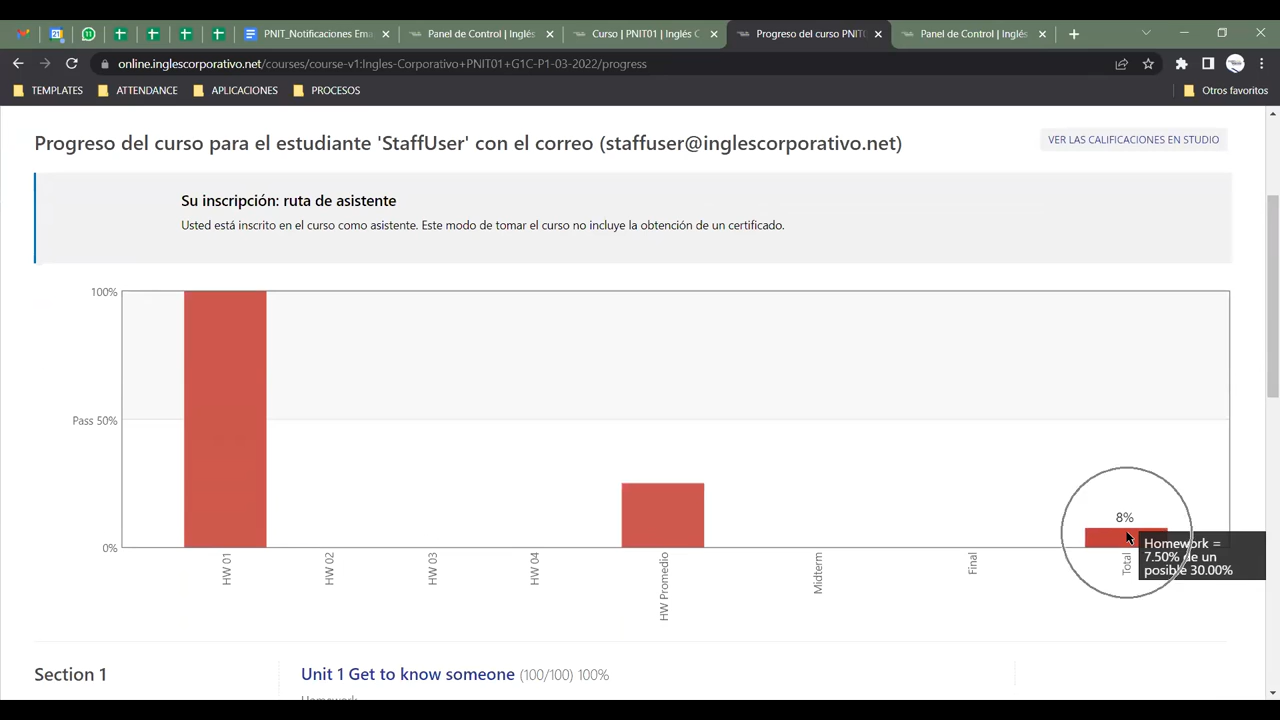 PNIT_Notificaciones Ema
Panel de Control | Inglés
Curso | PNIT01 | Inglés C
Progreso del curso PNIT0
Panel de Control | Inglés
online.inglescorporativo.net/courses/course-v1:Ingles-Corporativo+PNIT01+G1C-P1-03-2022/progress
TEMPLATES
ATTENDANCE
APLICACIONES
PROCESOS
Otros favoritos
Progreso del curso para el estudiante 'StaffUser' con el correo (staffuser@inglescorporativo.net)
VER LAS CALIFICACIONES EN STUDIO
Su inscripción: ruta de asistente
Usted está inscrito en el curso como asistente. Este modo de tomar el curso no incluye la obtención de un certificado.
100%
Pass 50%
0%
8%
Homework =
7.50% de un
posible 30.00%
HW 01
HW 02
HW 03
HW 04
HW Promedio
Midterm
Final
Total
Section 1
Unit 1 Get to know someone (100/100) 100%
Homework